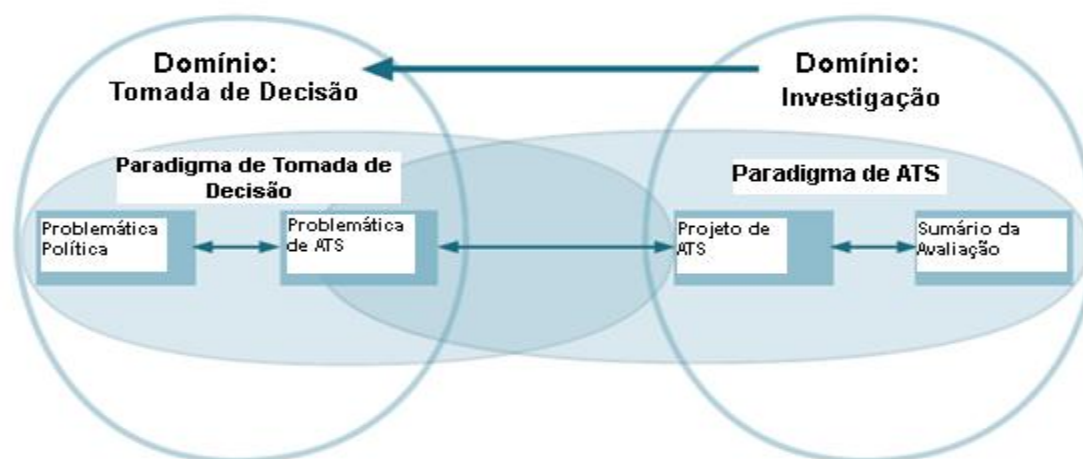 Domínio:
Tomada de Decisão
Domínio:
Investigação
Paradigma de Tomada de
Decisão
Paradigma de ATS
Problemática
Política
Problemática
de ATS
Projeto de
ATS
Sumário da
Avaliação